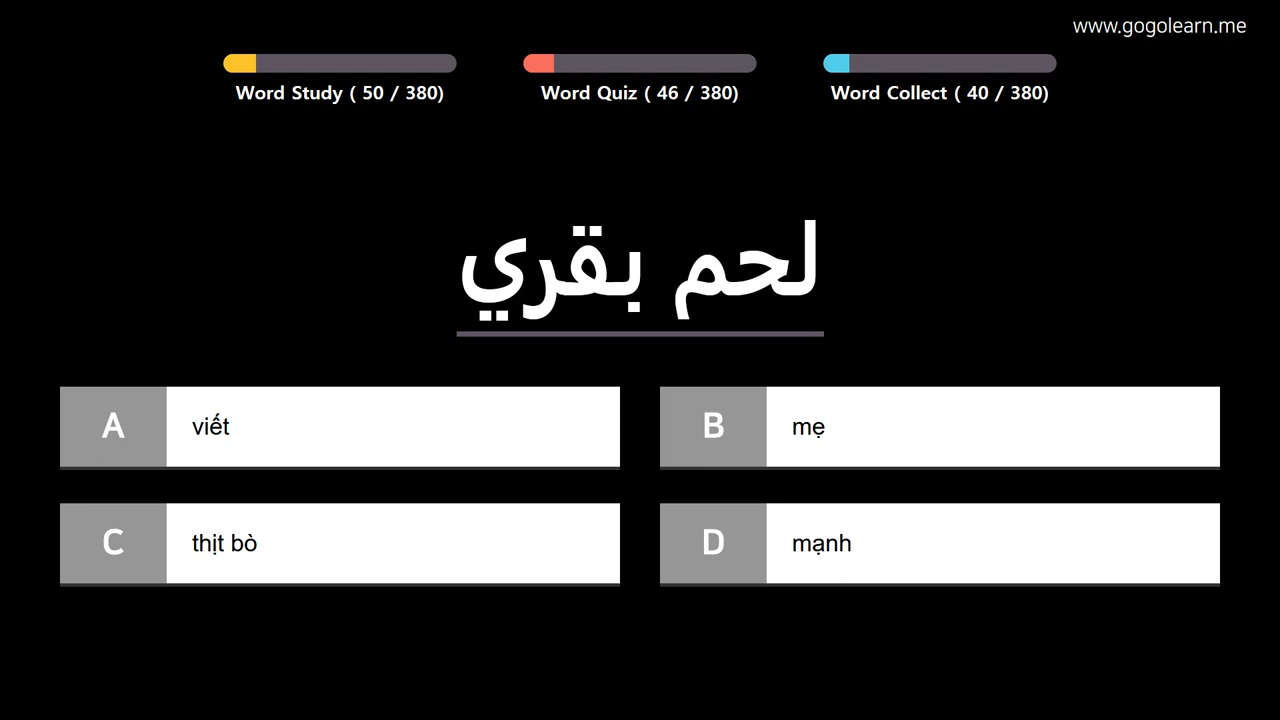 www.gogolearn.me
Word Study ( 50 / 380)
Word Quiz ( 46 / 380)
Word Collect ( 40 / 380)
لحم بقري
A viết
B mẹ
C thịt bò
D mạnh